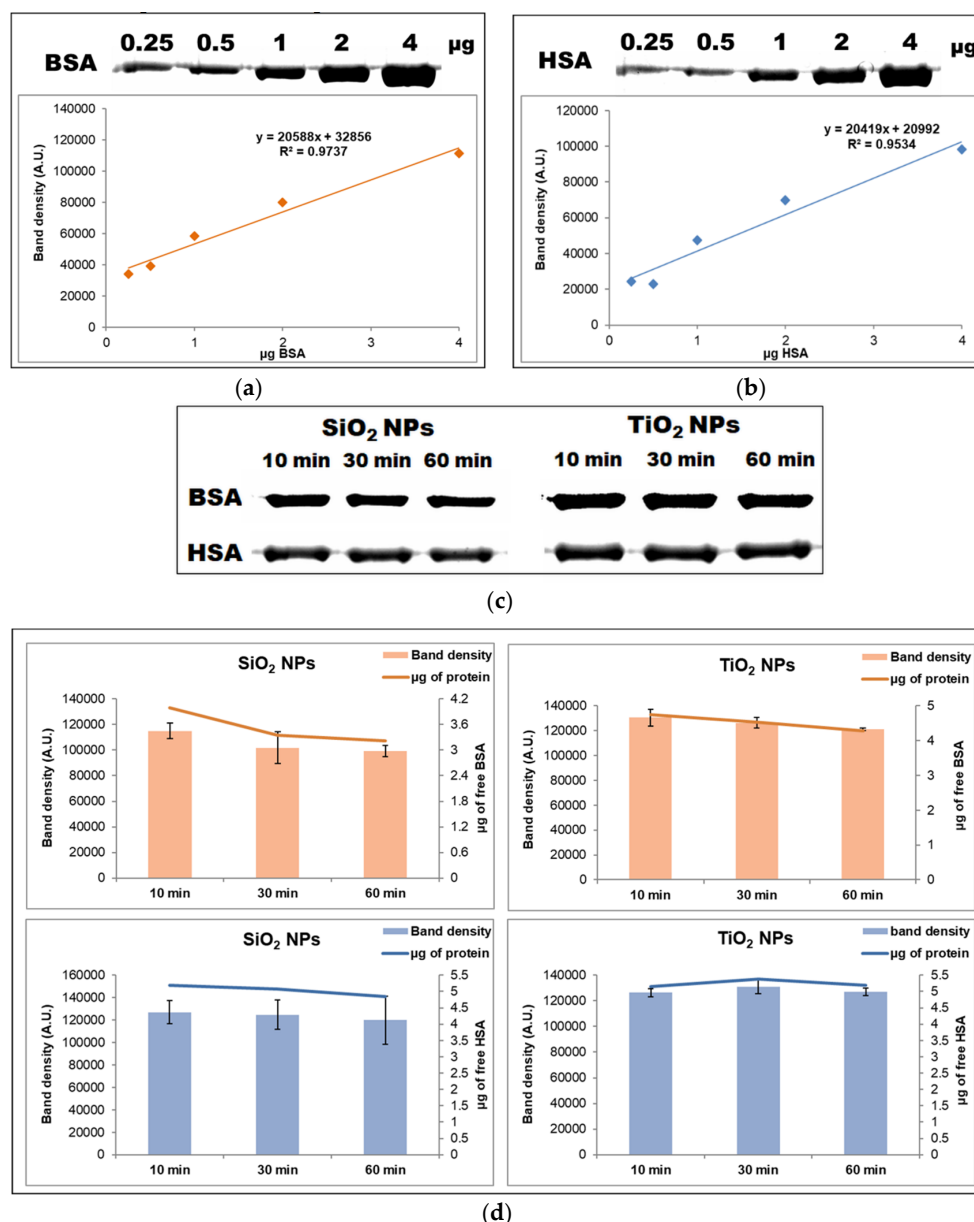 0.25 0.5 1 2 4 µg
BSA
140000
120000
100000
80000
60000
40000
20000
0
Band density (A.U.)
y = 20588x + 32856
R² = 0.9737
0 1 2 3 4
µg BSA
(a)
0.25 0.5 1 2 4 µg
HSA
120000
100000
80000
60000
40000
20000
0
Band density (A.U.)
y = 20419x + 20992
R² = 0.9534
0 1 2 3 4
µg HSA
(b)
SiO₂ NPs TiO₂ NPs
10 min 30 min 60 min 10 min 30 min 60 min
BSA
HSA
(c)
SiO₂ NPs
Band density
µg of protein
140000
120000
100000
80000
60000
40000
20000
0
Band density (A.U.)
4.2
3.6
3
2.4
1.8
1.2
0.6
0
µg of free BSA
10 min 30 min 60 min
TiO₂ NPs
Band density
µg of protein
140000
120000
100000
80000
60000
40000
20000
0
Band density (A.U.)
5
4
3
2
1
0
µg of free BSA
10 min 30 min 60 min
SiO₂ NPs
Band density
µg of protein
160000
140000
120000
100000
80000
60000
40000
20000
0
Band density (A.U.)
5.5
5
4.5
4
3.5
3
2.5
2
1.5
1
0.5
0
µg of free HSA
10 min 30 min 60 min
TiO₂ NPs
band density
µg of protein
140000
120000
100000
80000
60000
40000
20000
0
Band density (A.U.)
5.5
5
4.5
4
3.5
3
2.5
2
1.5
1
0.5
0
µg of free HSA
10 min 30 min 60 min
(d)